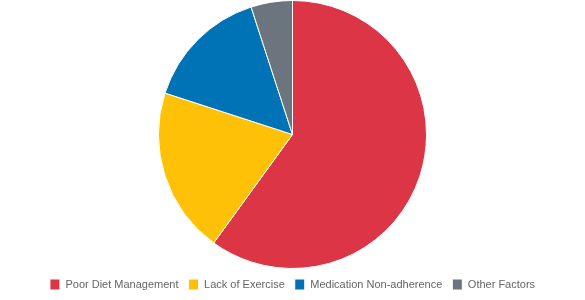 Poor Diet Management Lack of Exercise Medication Non-adherence Other Factors